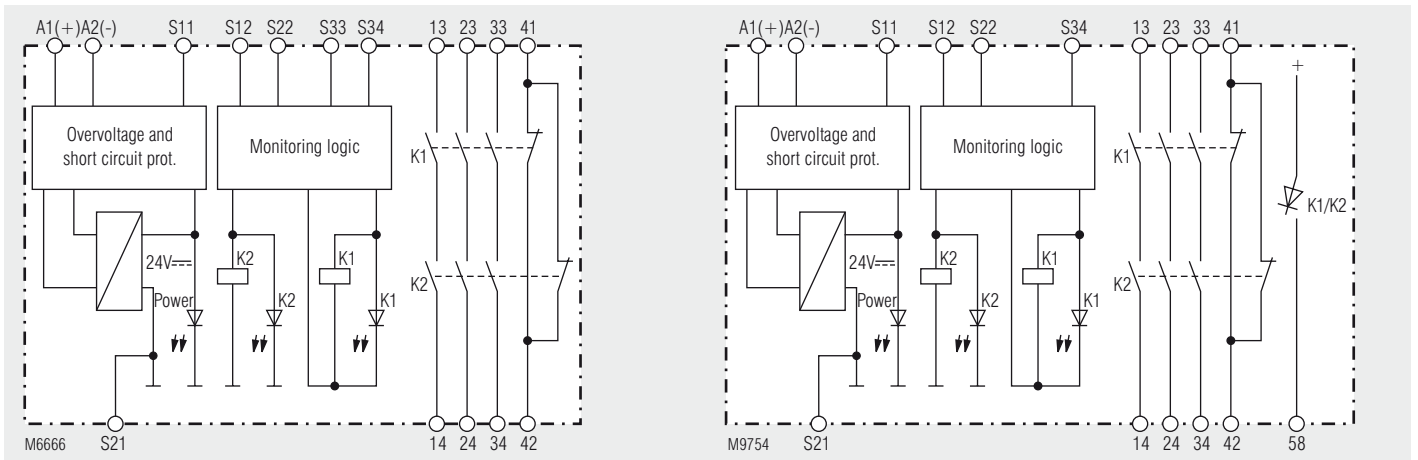 A1(+) A2(-) S11 S12 S22 S33 S34 13 23 33 41
Overvoltage and
short circuit prot.
Monitoring logic
K1
24V
K2
K1
K2
Power
K2
K1
M6666
S21
14 24 34 42
A1(+) A2(-) S11 S12 S22 S34 13 23 33 41
+
Overvoltage and
short circuit prot.
Monitoring logic
K1
K1/K2
24V
K2
K1
K2
Power
K2
K1
M9754
S21
14 24 34 42 58